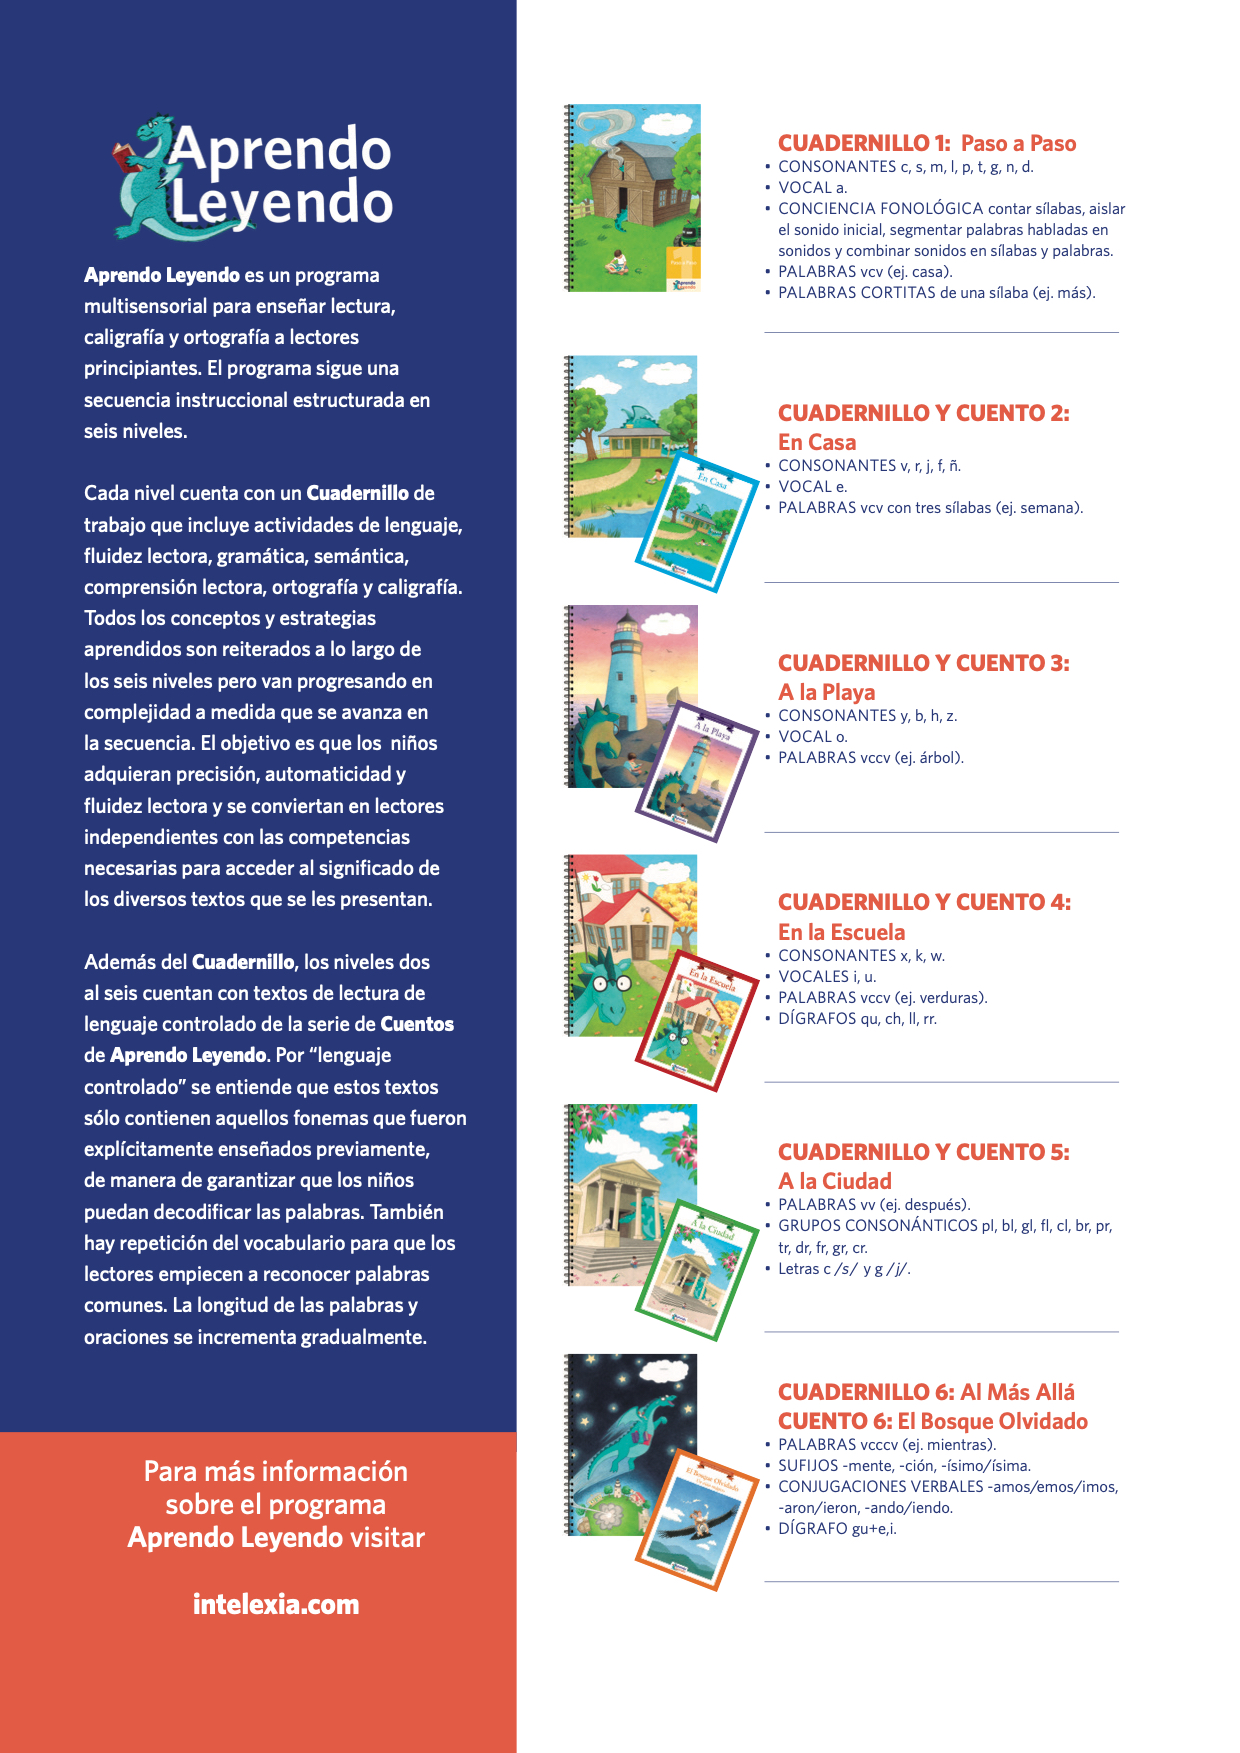 Aprendo
Leyendo
Aprendo Leyendo es un programa
multisensorial para enseñar lectura,
caligrafía y ortografía a lectores
principiantes. El programa sigue una
secuencia instruccional estructurada en
seis niveles.
Cada nivel cuenta con un Cuadernillo de
trabajo que incluye actividades de lenguaje,
fluidez lectora, gramática, semántica,
comprensión lectora, ortografía y caligrafía.
Todos los conceptos y estrategias
aprendidos son reiterados a lo largo de
los seis niveles pero van progresando en
complejidad a medida que se avanza en
la secuencia. El objetivo es que los  niños
adquieran precisión, automaticidad y
fluidez lectora y se conviertan en lectores
independientes con las competencias
necesarias para acceder al significado de
los diversos textos que se les presentan.
Además del Cuadernillo, los niveles dos
al seis cuentan con textos de lectura de
lenguaje controlado de la serie de Cuentos
de Aprendo Leyendo. Por “lenguaje
controlado” se entiende que estos textos
sólo contienen aquellos fonemas que fueron
explícitamente enseñados previamente,
de manera de garantizar que los niños
puedan decodificar las palabras. También
hay repetición del vocabulario para que los
lectores empiecen a reconocer palabras
comunes. La longitud de las palabras y
oraciones se incrementa gradualmente.
Para más información
sobre el programa
Aprendo Leyendo visitar
intelexia.com
CUADERNILLO 1:  Paso a Paso
• CONSONANTES c, s, m, l, p, t, g, n, d.
• VOCAL a.
• CONCIENCIA FONOLÓGICA contar sílabas, aislar
el sonido inicial, segmentar palabras habladas en
sonidos y combinar sonidos en sílabas y palabras.
• PALABRAS vcv (ej. casa).
• PALABRAS CORTITAS de una sílaba (ej. más).
1
Aprendo
Leyendo
CUADERNILLO Y CUENTO 2:
En Casa
• CONSONANTES v, r, j, f, ñ.
• VOCAL e.
• PALABRAS vcv con tres sílabas (ej. semana).
En Casa
CUADERNILLO Y CUENTO 3:
A la Playa
• CONSONANTES y, b, h, z.
• VOCAL o.
• PALABRAS vccv (ej. árbol).
A la Playa
CUADERNILLO Y CUENTO 4:
En la Escuela
• CONSONANTES x, k, w.
• VOCALES i, u.
• PALABRAS vccv (ej. verduras).
• DÍGRAFOS qu, ch, ll, rr.
En la Escuela
CUADERNILLO Y CUENTO 5:
A la Ciudad
• PALABRAS vv (ej. después).
• GRUPOS CONSONÁNTICOS pl, bl, gl, fl, cl, br, pr,
tr, dr, fr, gr, cr.
• Letras c /s/ y g /j/.
A la Ciudad
CUADERNILLO 6: Al Más Allá
CUENTO 6: El Bosque Olvidado
• PALABRAS vcccv (ej. mientras).
• SUFIJOS -mente, -ción, -ísimo/ísima.
• CONJUGACIONES VERBALES -amos/emos/imos,
-aron/ieron, -ando/iendo.
• DÍGRAFO gu+e,i.
El Bosque Olvidado